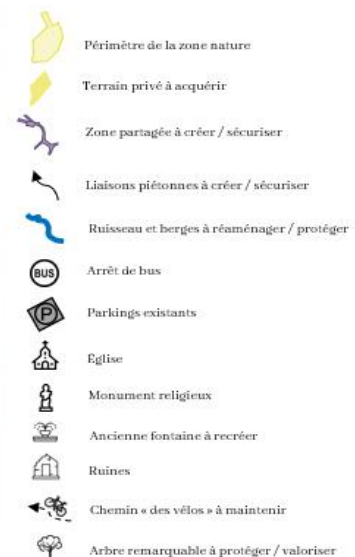 Périmètre de la zone nature
Terrain privé à acquérir
Zone partagée à créer / sécuriser
Liaisons piétonnes à créer / sécuriser
Ruisseau et berges à réaménager / protéger
BUS Arrêt de bus
P Parkings existants
Église
Monument religieux
Ancienne fontaine à recréer
Ruines
Chemin « des vélos » à maintenir
Arbre remarquable à protéger / valoriser